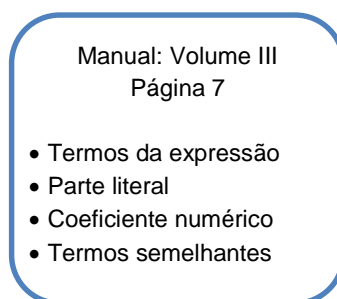 Manual: Volume III
Página 7
• Termos da expressão
• Parte literal
• Coeficiente numérico
• Termos semelhantes